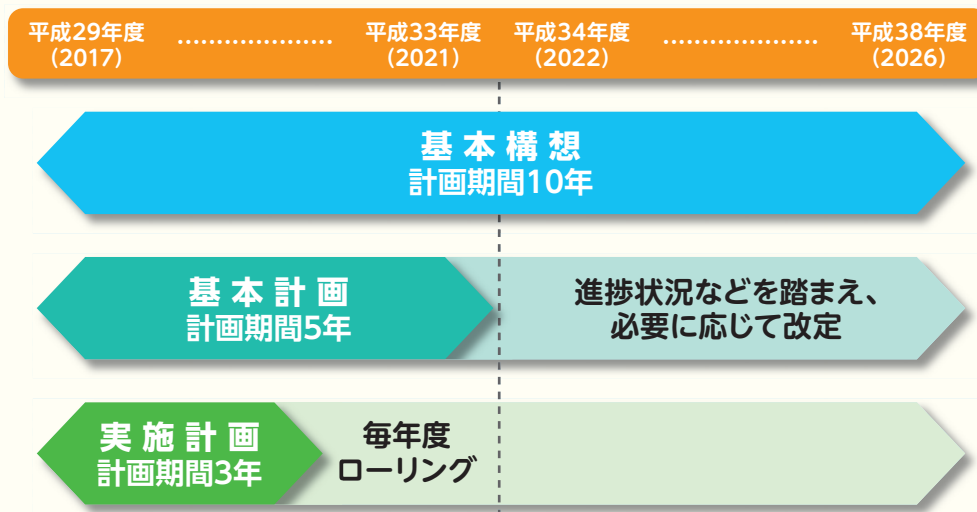 平成29年度 ………………… 平成33年度 平成34年度 ………………… 平成38年度
(2017) (2021) (2022) (2026)
基本構想
計画期間10年
基本計画
計画期間5年
進捗状況などを踏まえ、
必要に応じて改定
実施計画
計画期間3年
毎年度
ローリング